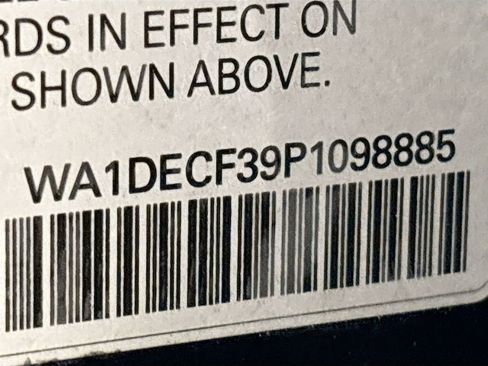 RDS IN EFFECT ON
SHOWN ABOVE.
WA1DECF39P1098885